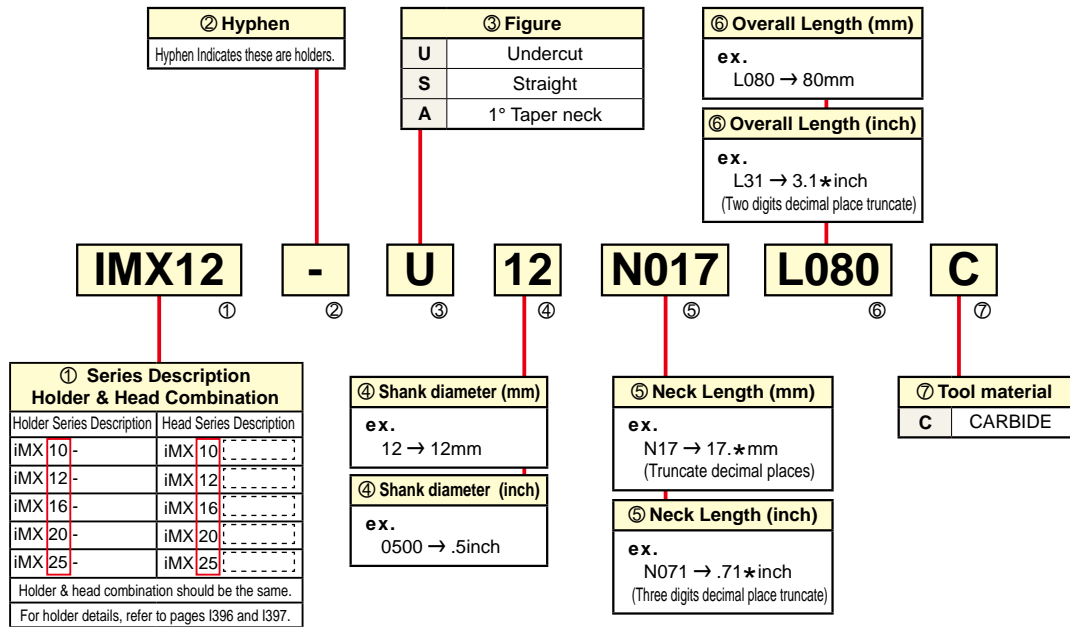 ② Hyphen
Hyphen Indicates these are holders.
③ Figure
U Undercut
S Straight
A 1° Taper neck
⑥ Overall Length (mm)
ex.
L080 → 80mm
⑥ Overall Length (inch)
ex.
L31 → 3.1★inch
(Two digits decimal place truncate)
IMX12 - U 12 N017 L080 C
① ② ③ ④ ⑤ ⑥ ⑦
① Series Description
Holder & Head Combination
Holder Series Description Head Series Description
iMX 10 - iMX 10
iMX 12 - iMX 12
iMX 16 - iMX 16
iMX 20 - iMX 20
iMX 25 - iMX 25
Holder & head combination should be the same.
For holder details, refer to pages I396 and I397.
④ Shank diameter (mm)
ex.
12 → 12mm
④ Shank diameter (inch)
ex.
0500 → .5inch
⑤ Neck Length (mm)
ex.
N17 → 17.★mm
(Truncate decimal places)
⑤ Neck Length (inch)
ex.
N071 → .71★inch
(Three digits decimal place truncate)
⑦ Tool material
C CARBIDE